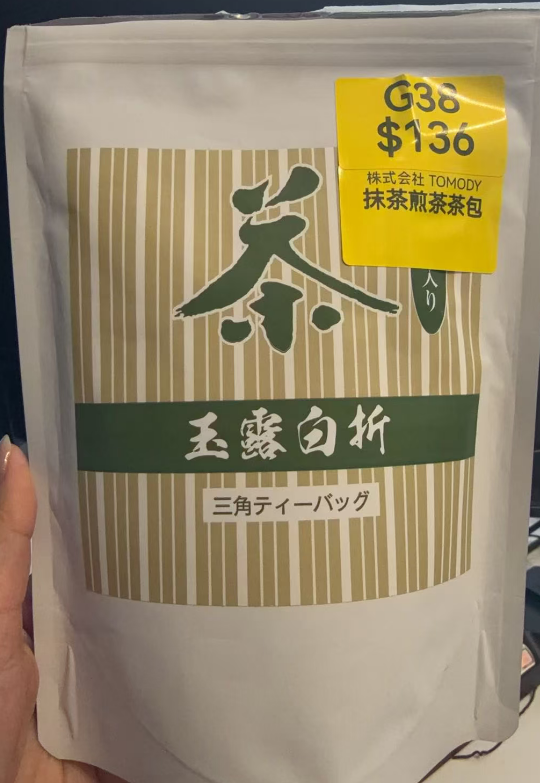 G38
$136
株式会社 TOMODY
抹茶煎茶茶包
茶
入り
玉露白折
三角ティーバッグ